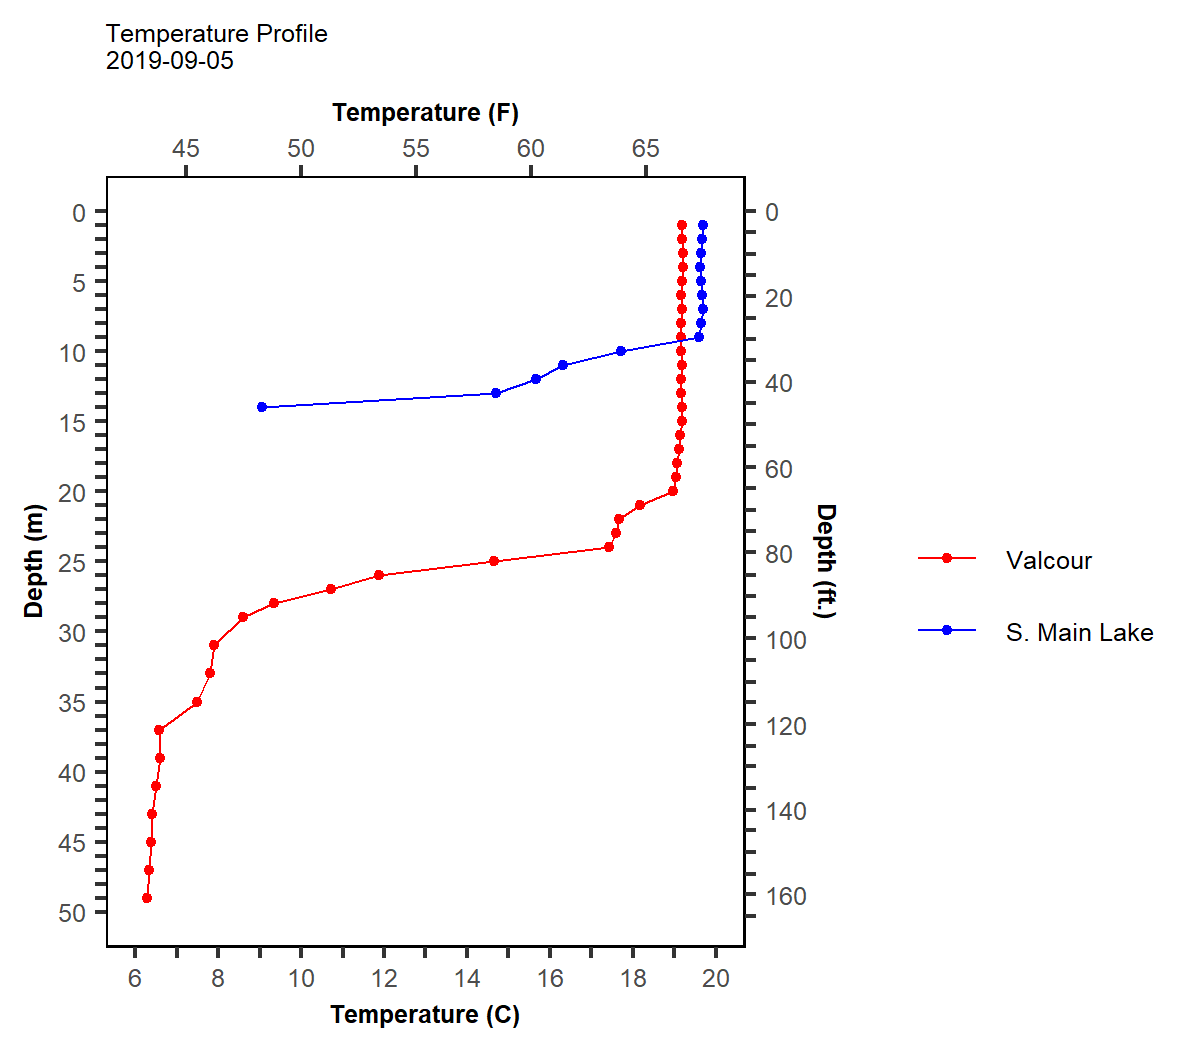 Temperature Profile
2019-09-05
Temperature (F)
45 50 55 60 65
0 0
5 20
10 40
15 60
20 80
25 100
30 120
35 140
40 160
45
50
Depth (m)
Depth (ft.)
Valcour
S. Main Lake
6 8 10 12 14 16 18 20
Temperature (C)